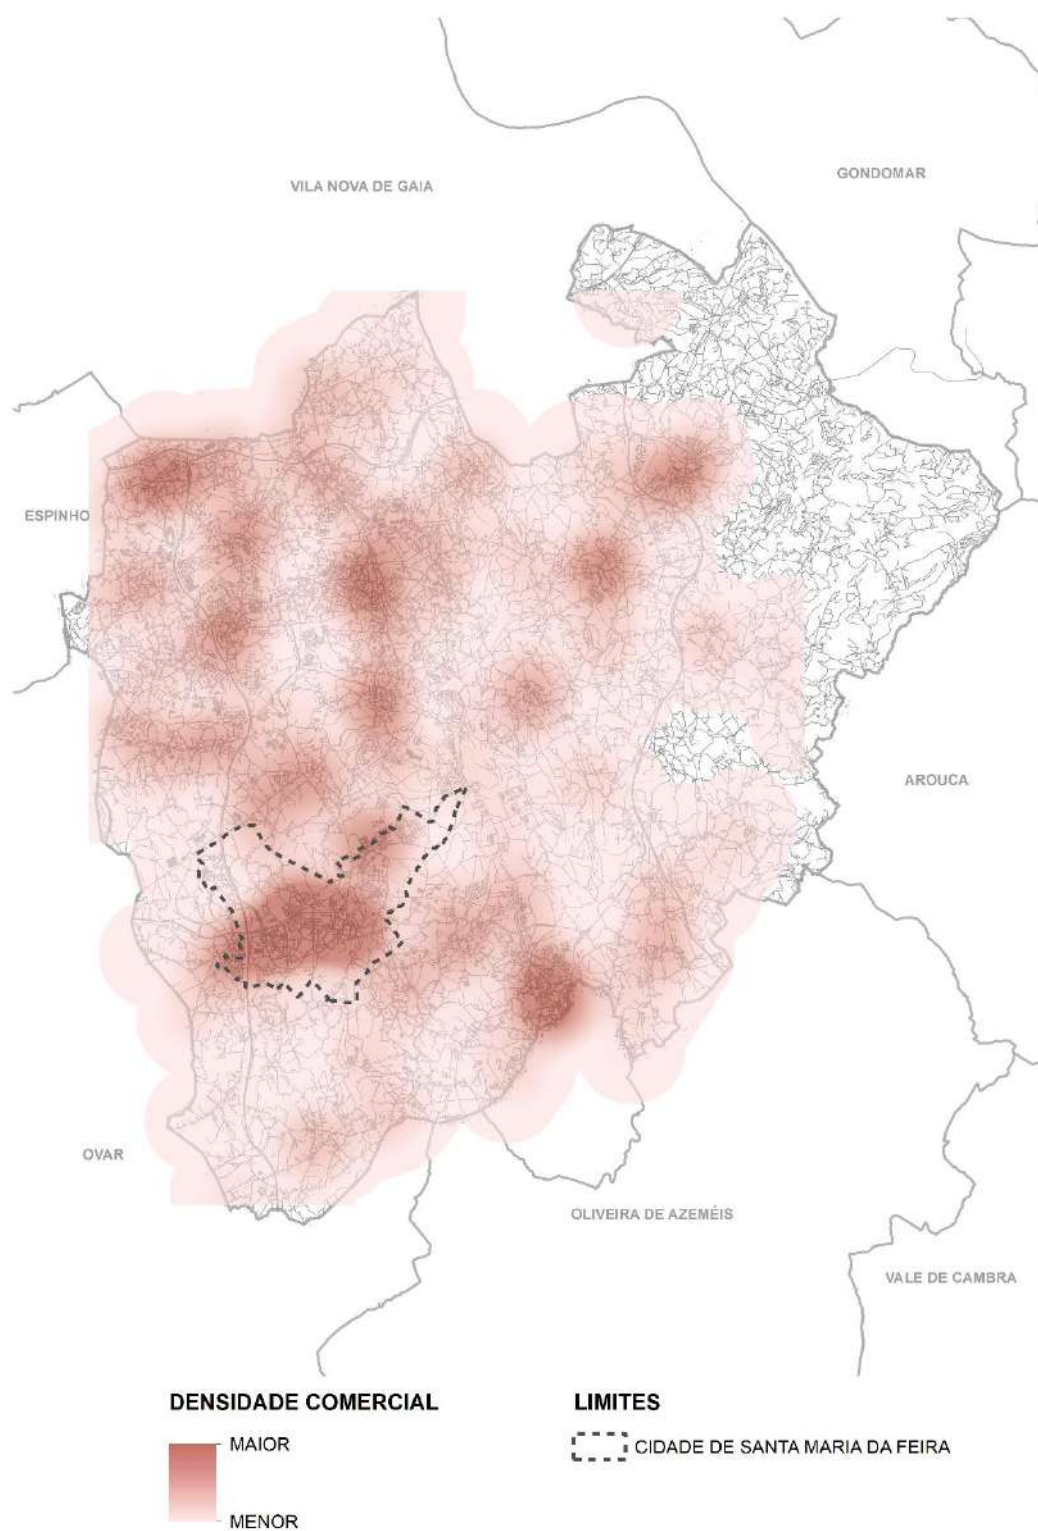 GONDOMAR
VILA NOVA DE GAIA
ESPINHO
AROUCA
OVAR
OLIVEIRA DE AZEMÉIS
VALE DE CAMBRA
DENSIDADE COMERCIAL
MAIOR
MENOR
LIMITES
CIDADE DE SANTA MARIA DA FEIRA